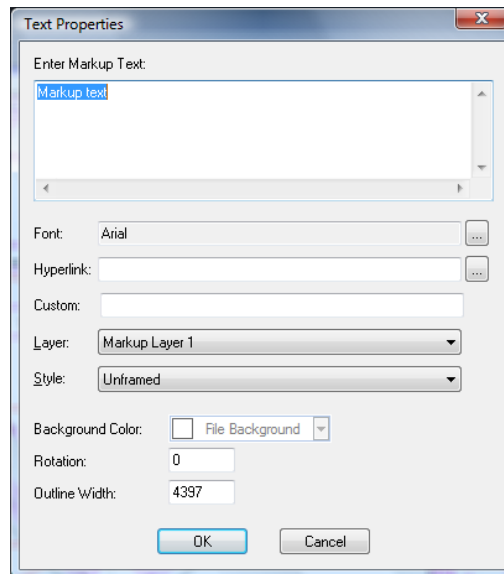 Text Properties
Enter Markup Text:
Markup text
Font: Arial ...
Hyperlink: ...
Custom:
Layer: Markup Layer 1
Style: Unframed
Background Color: File Background
Rotation: 0
Outline Width: 4397
OK Cancel